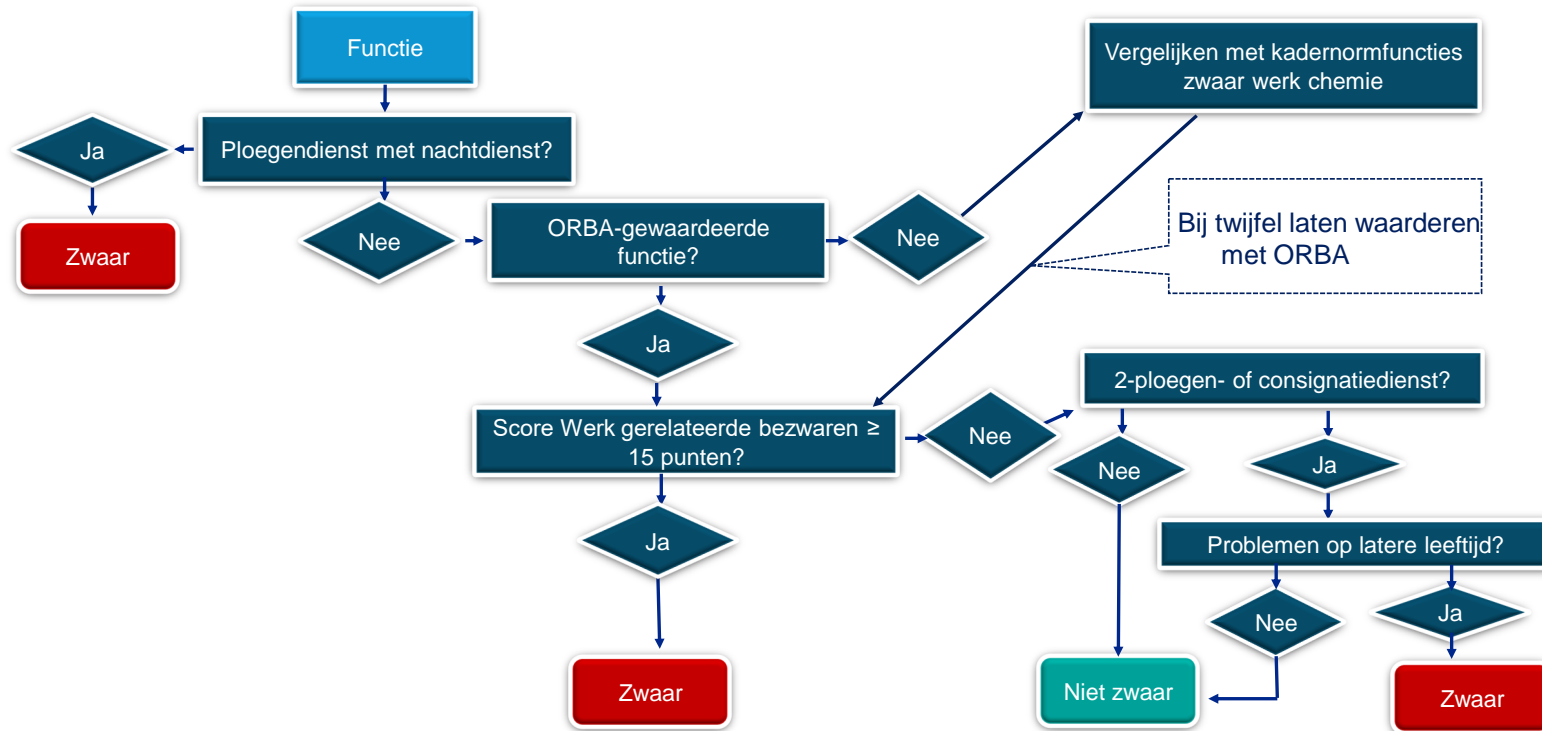 Functie
Vergelijken met kadernormfuncties
zwaar werk chemie
Ja
Ploegendienst met nachtdienst?
Zwaar
Nee
ORBA-gewaardeerde
functie?
Nee
Bij twijfel laten waarderen
met ORBA
Ja
2-ploegen- of consignatiedienst?
Score Werk gerelateerde bezwaren ≥
15 punten?
Nee
Nee
Ja
Ja
Problemen op latere leeftijd?
Nee
Ja
Zwaar
Niet zwaar
Zwaar